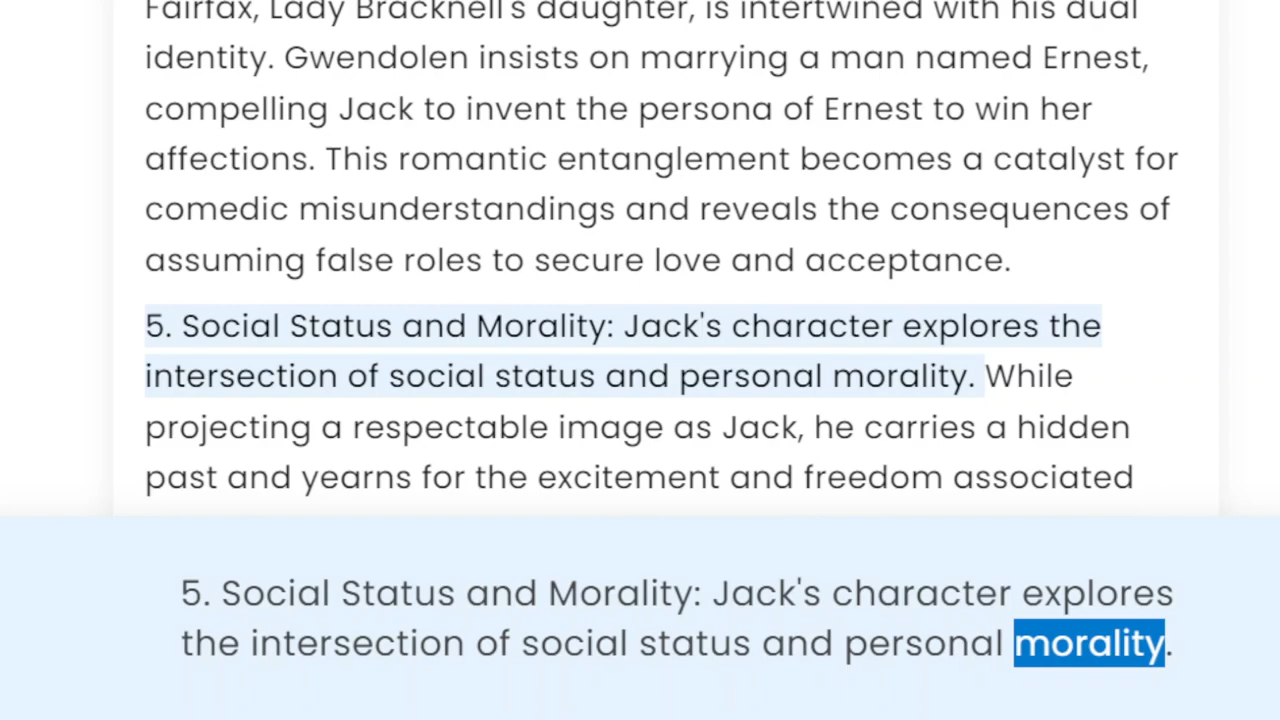 Fairfax, Lady Bracknell's daughter, is intertwined with his dual
identity. Gwendolen insists on marrying a man named Ernest,
compelling Jack to invent the persona of Ernest to win her
affections. This romantic entanglement becomes a catalyst for
comedic misunderstandings and reveals the consequences of
assuming false roles to secure love and acceptance.
5. Social Status and Morality: Jack's character explores the
intersection of social status and personal morality. While
projecting a respectable image as Jack, he carries a hidden
past and yearns for the excitement and freedom associated
5. Social Status and Morality: Jack's character explores
the intersection of social status and personal morality.